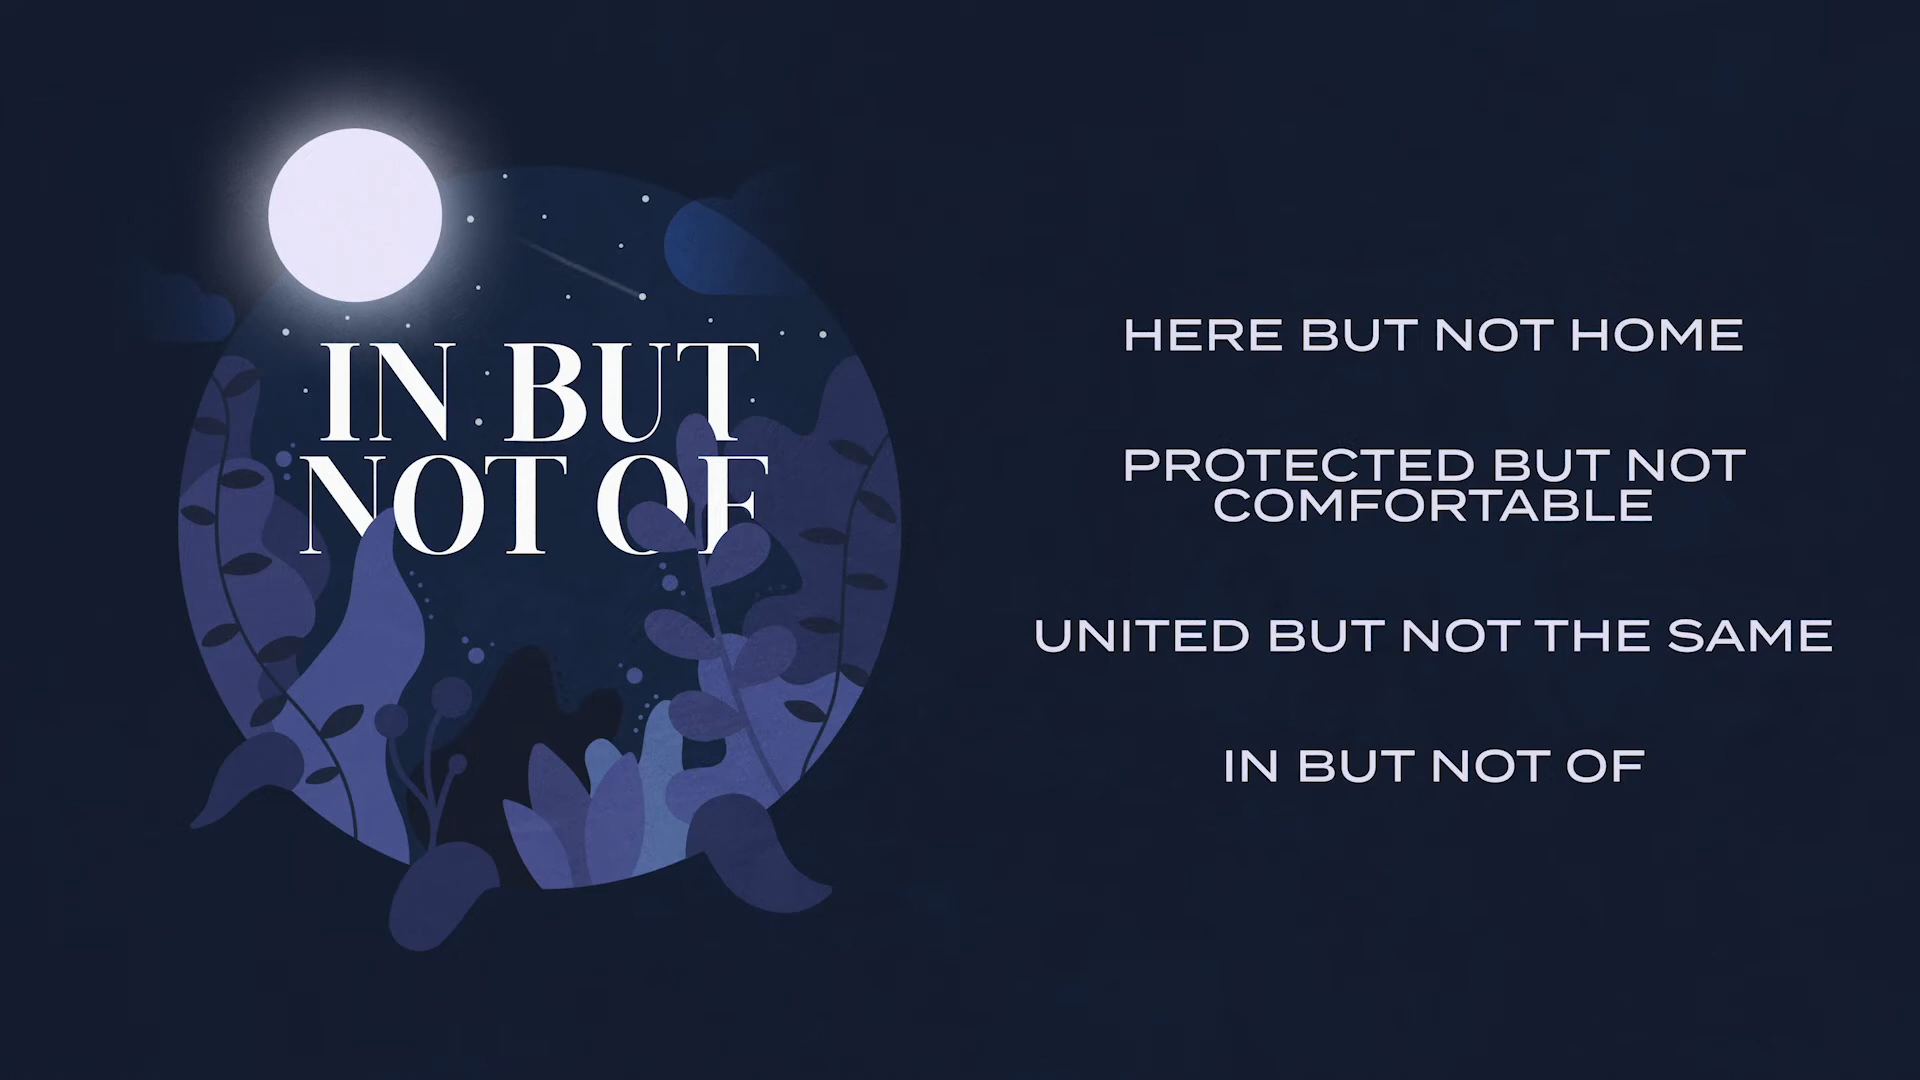 IN BUT
NOT OF
HERE BUT NOT HOME
PROTECTED BUT NOT
COMFORTABLE
UNITED BUT NOT THE SAME
IN BUT NOT OF